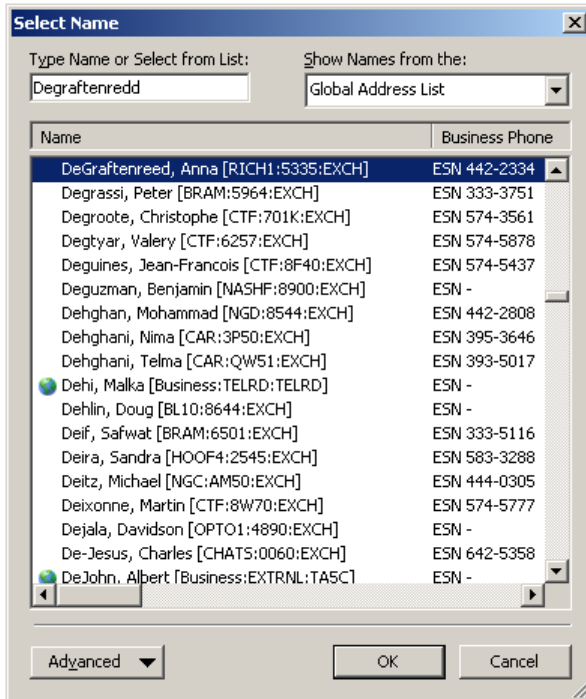 Select Name
Type Name or Select from List: Show Names from the:
Degraftenredd Global Address List
Name Business Phone
DeGraftenreed, Anna [RICH1:5335:EXCH] ESN 442-2334
Degrassi, Peter [BRAM:5964:EXCH] ESN 333-3751
Degroote, Christophe [CTF:701K:EXCH] ESN 574-3561
Degtyar, Valery [CTF:6257:EXCH] ESN 574-5878
Deguines, Jean-Francois [CTF:8F40:EXCH] ESN 574-5437
Deguzman, Benjamin [NASHF:8900:EXCH] ESN -
Dehghan, Mohammad [NGD:8544:EXCH] ESN 442-2808
Dehghani, Nima [CAR:3P50:EXCH] ESN 395-3646
Dehghani, Telma [CAR:QW51:EXCH] ESN 393-5017
Dehi, Malka [Business:TELRD:TELRD] ESN -
Dehlin, Doug [BL10:8644:EXCH] ESN -
Deif, Safwat [BRAM:6501:EXCH] ESN 333-5116
Deira, Sandra [HOOF4:2545:EXCH] ESN 583-3288
Deitz, Michael [NGC:AM50:EXCH] ESN 444-0305
Deixonne, Martin [CTF:8W70:EXCH] ESN 574-5777
Dejala, Davidson [OPTO1:4890:EXCH] ESN -
De-Jesus, Charles [CHATS:0060:EXCH] ESN 642-5358
DeJohn, Albert [Business:EXTRNL:TA5C] ESN -
Advanced OK Cancel